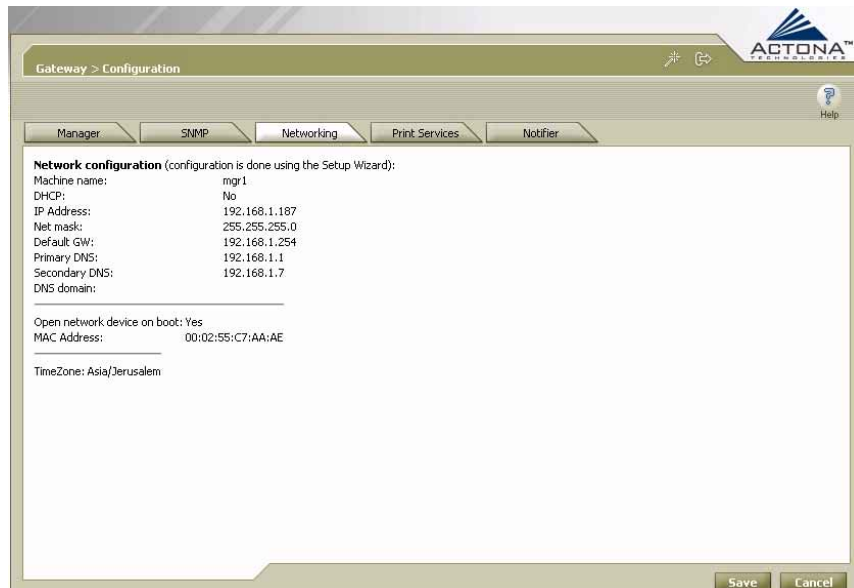 ACTONA™
TECHNOLOGIES
Gateway > Configuration
Help
Manager SNMP Networking Print Services Notifier
Network configuration (configuration is done using the Setup Wizard):
Machine name: mgr1
DHCP: No
IP Address: 192.168.1.187
Net mask: 255.255.255.0
Default GW: 192.168.1.254
Primary DNS: 192.168.1.1
Secondary DNS: 192.168.1.7
DNS domain:
Open network device on boot: Yes
MAC Address: 00:02:55:C7:AA:AE
TimeZone: Asia/Jerusalem
Save Cancel